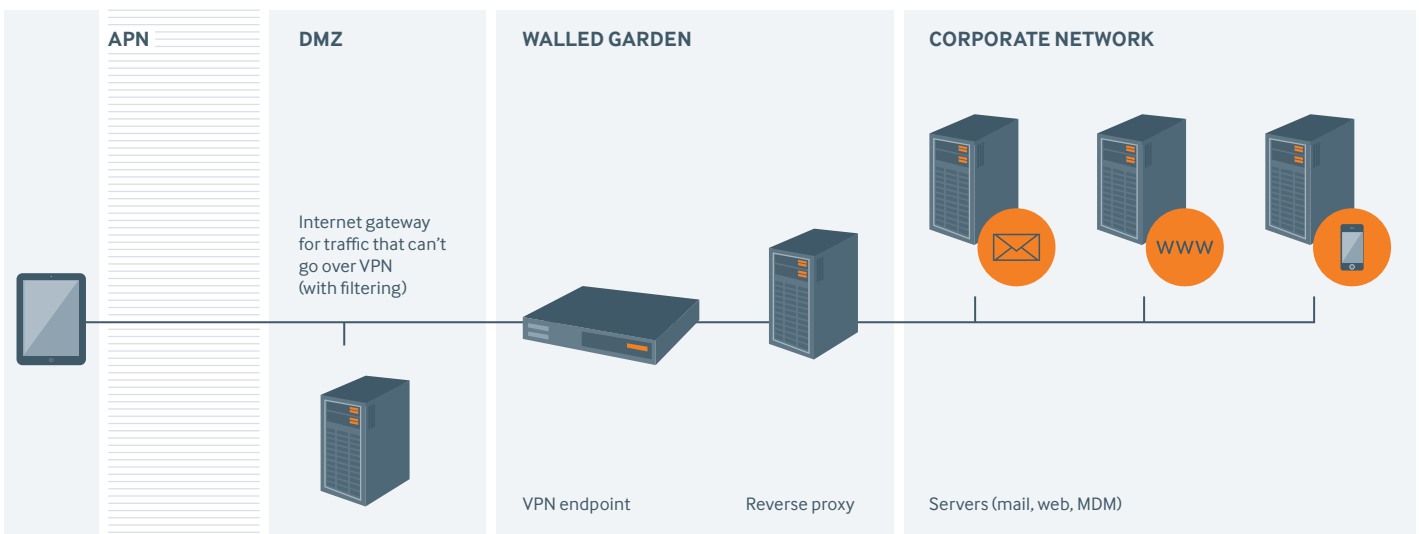 APN
DMZ
WALLED GARDEN
CORPORATE NETWORK
Internet gateway
for traffic that can't
go over VPN
(with filtering)
WWW
VPN endpoint
Reverse proxy
Servers (mail, web, MDM)